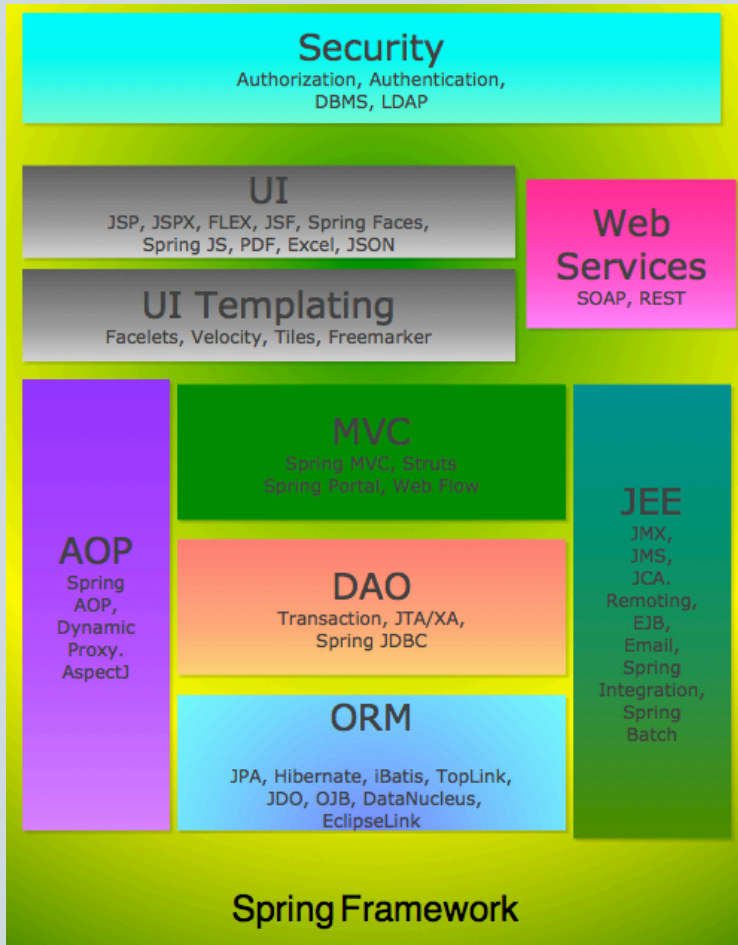 Security
Authorization, Authentication,
DBMS, LDAP
UI
JSP, JSPX, FLEX, JSF, Spring Faces,
Spring JS, PDF, Excel, JSON
Web
Services
SOAP, REST
UI Templating
Facelets, Velocity, Tiles, Freemarker
AOP
Spring
AOP,
Dynamic
Proxy.
AspectJ
MVC
Spring MVC, Struts
Spring Portal, Web Flow
DAO
Transaction, JTA/XA,
Spring JDBC
ORM
JPA, Hibernate, iBatis, TopLink,
JDO, OJB, DataNucleus,
EclipseLink
JEE
JMX,
JMS,
JCA.
Remoting,
EJB,
Email,
Spring
Integration,
Spring
Batch
Spring Framework